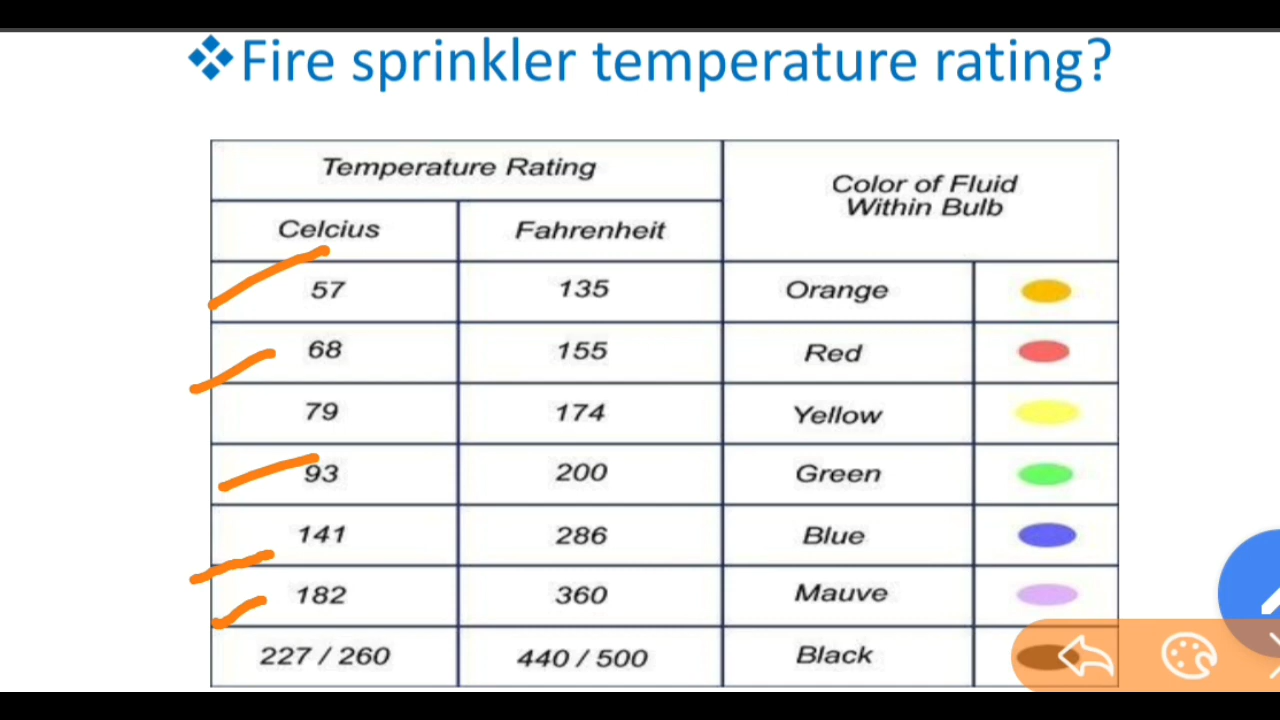 ❖Fire sprinkler temperature rating?
Temperature Rating
Color of Fluid
Within Bulb
Celcius Fahrenheit
57 135 Orange
68 155 Red
79 174 Yellow
93 200 Green
141 286 Blue
182 360 Mauve
227 / 260 440 / 500 Black